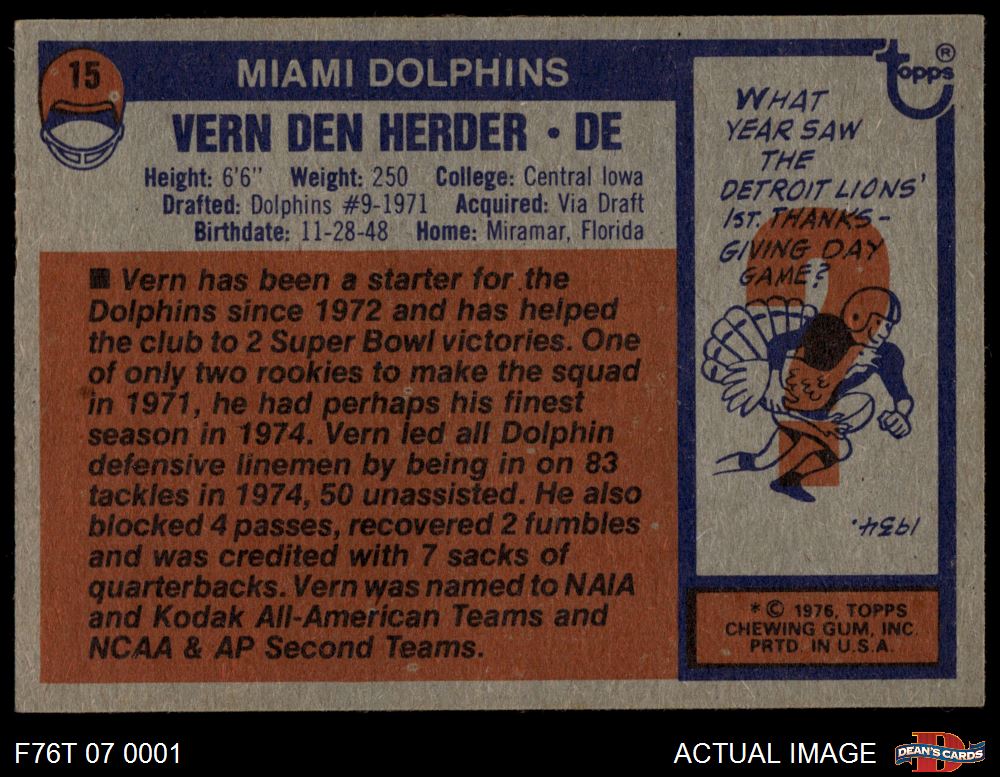 15
MIAMI DOLPHINS
topps®
VERN DEN HERDER • DE
Height: 6'6" Weight: 250 College: Central Iowa
Drafted: Dolphins #9-1971 Acquired: Via Draft
Birthdate: 11-28-48 Home: Miramar, Florida
■ Vern has been a starter for the
Dolphins since 1972 and has helped
the club to 2 Super Bowl victories. One
of only two rookies to make the squad
in 1971, he had perhaps his finest
season in 1974. Vern led all Dolphin
defensive linemen by being in on 83
tackles in 1974, 50 unassisted. He also
blocked 4 passes, recovered 2 fumbles
and was credited with 7 sacks of
quarterbacks. Vern was named to NAIA
and Kodak All-American Teams and
NCAA & AP Second Teams.
WHAT
YEAR SAW
THE
DETROIT LIONS'
1ST. THANKS-
GIVING DAY
GAME?
?
1934.
* © 1976, TOPPS
CHEWING GUM, INC.
PRTD. IN U.S.A.
F76T 07 0001
ACTUAL IMAGE
D
DEAN'S CARDS